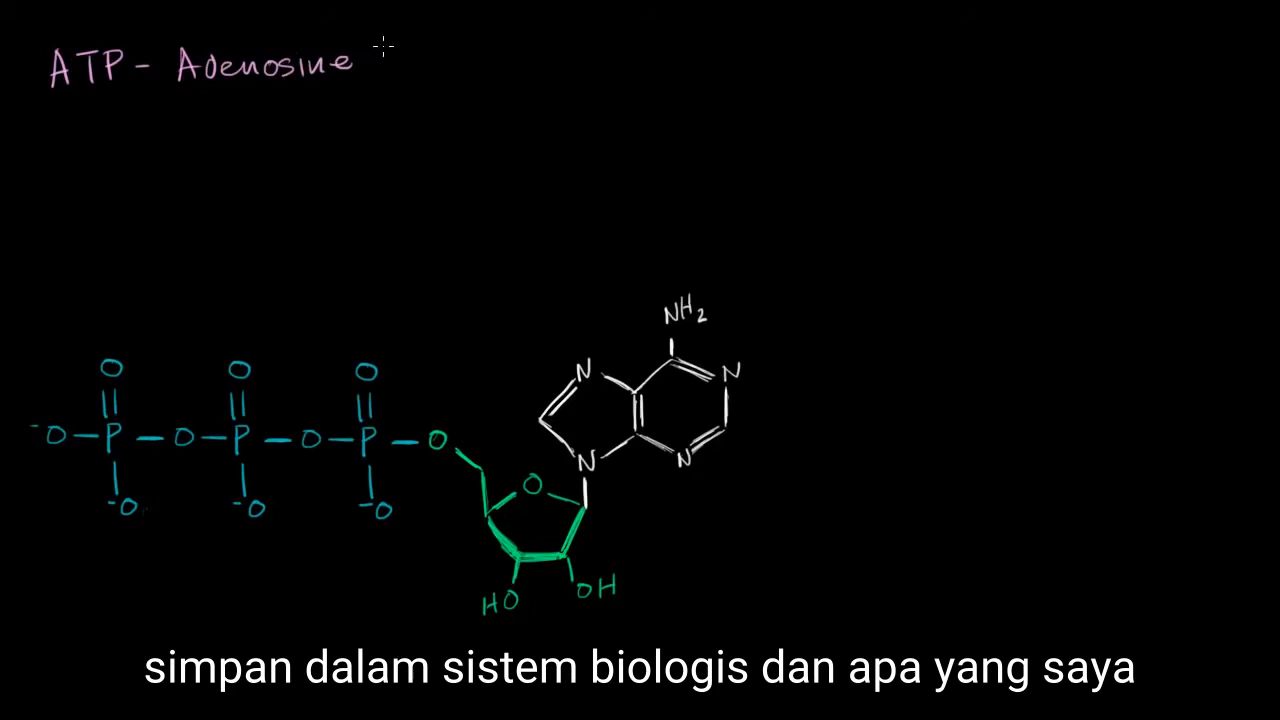 ATP - Adenosine
NH2
O O O N N
-O - P - O - P - O - P - O
N N
-O -O -O O
HO OH
simpan dalam sistem biologis dan apa yang saya